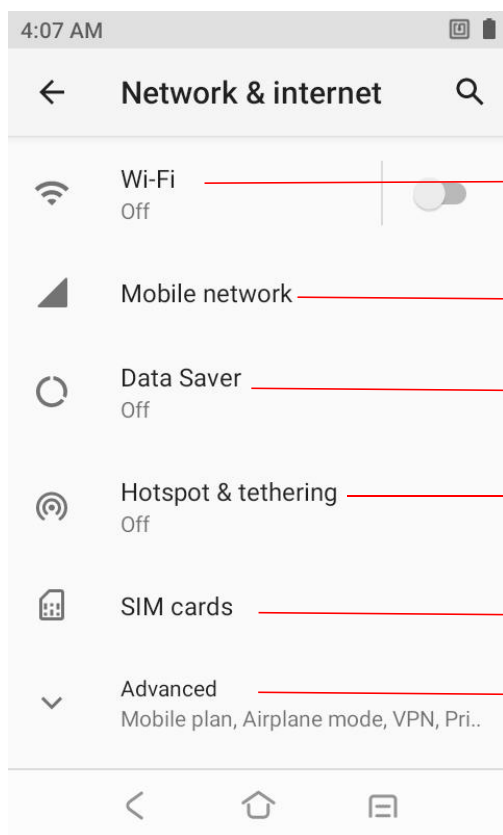 4:07 AM
Network & internet
Wi-Fi
Off
Mobile network
Data Saver
Off
Hotspot & tethering
Off
SIM cards
Advanced
Mobile plan, Airplane mode, VPN, Pri..